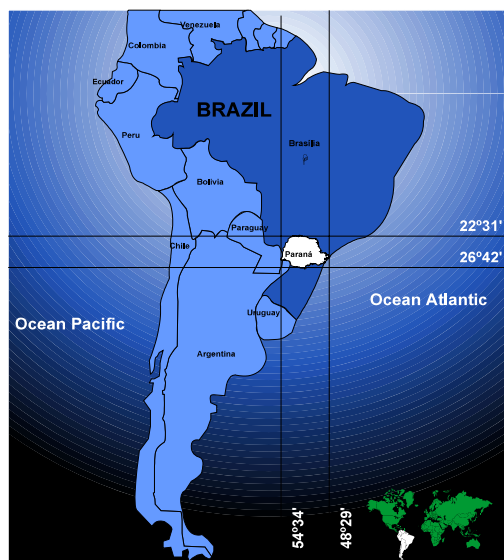 Venezuela
Colombia
Ecuador
BRAZIL
Peru
Brasília
Bolivia
Paraguay
22º31'
Chile
Paraná
26º42'
Ocean Atlantic
Uruguay
Ocean Pacific
Argentina
54º34'
48º29'